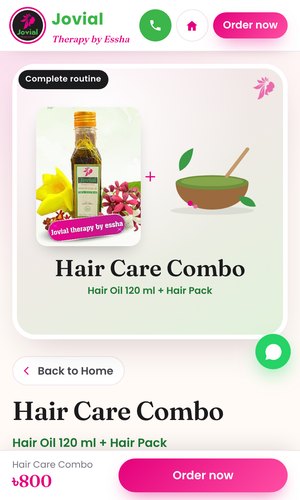 Jovial
Jovial
Therapy by Essha
Order now
Complete routine
jovial therapy by essha
+
Hair Care Combo
Hair Oil 120 ml + Hair Pack
Back to Home
Hair Care Combo
Hair Oil 120 ml + Hair Pack
Hair Care Combo
৳800
Order now